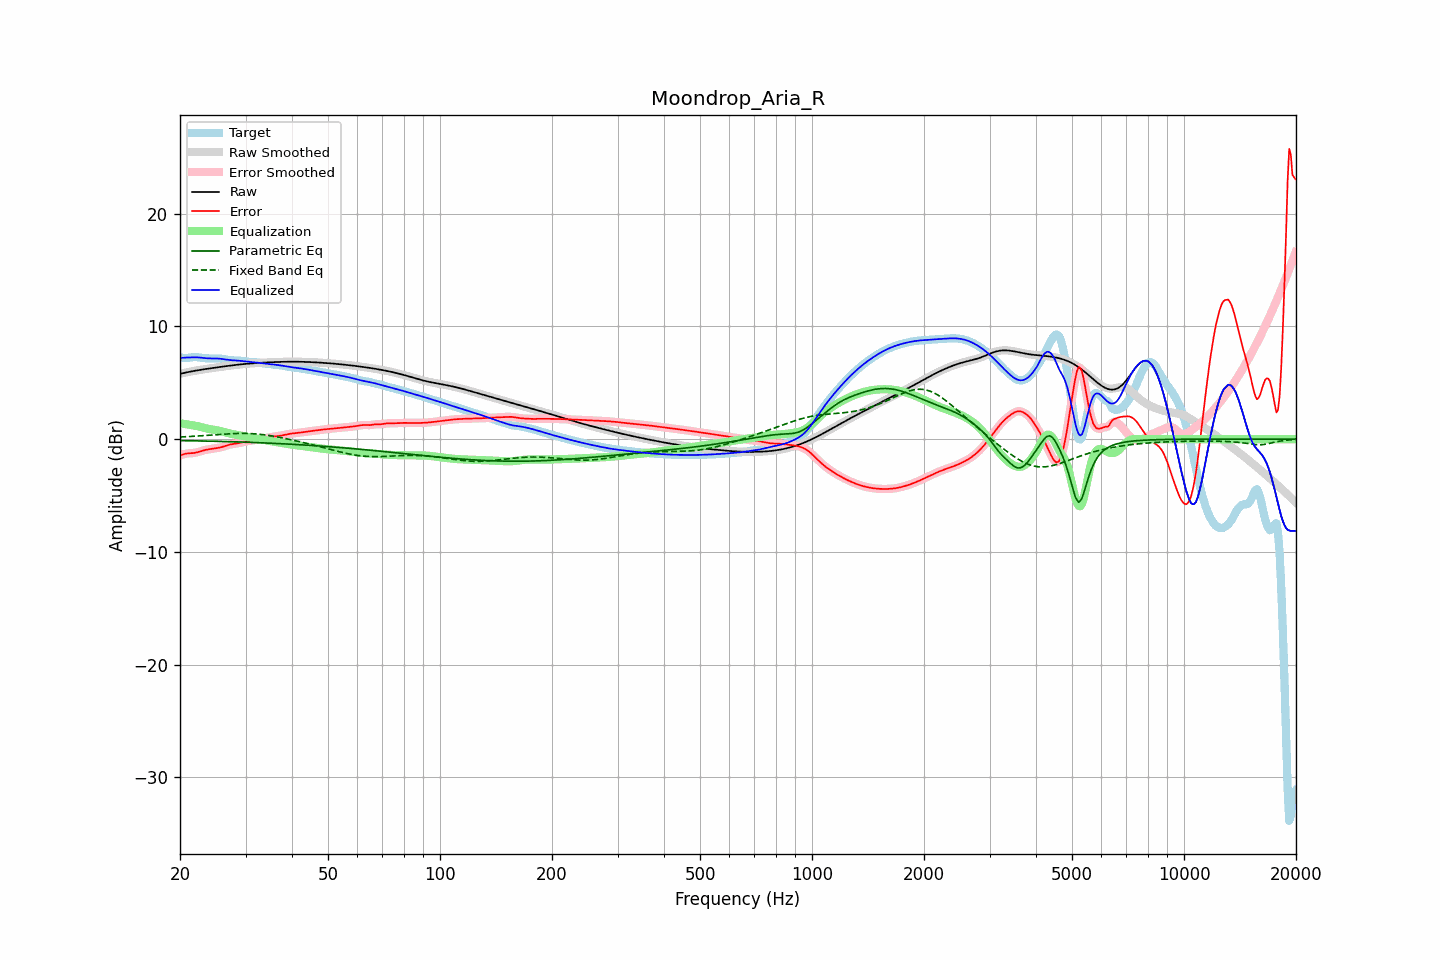 Moondrop_Aria_R
Target
Raw Smoothed
Error Smoothed
Raw
Error
Equalization
Parametric Eq
Fixed Band Eq
Equalized
Amplitude (dBr)
20
10
0
−10
−20
−30
20
50
100
200
500
1000
2000
5000
10000
20000
Frequency (Hz)